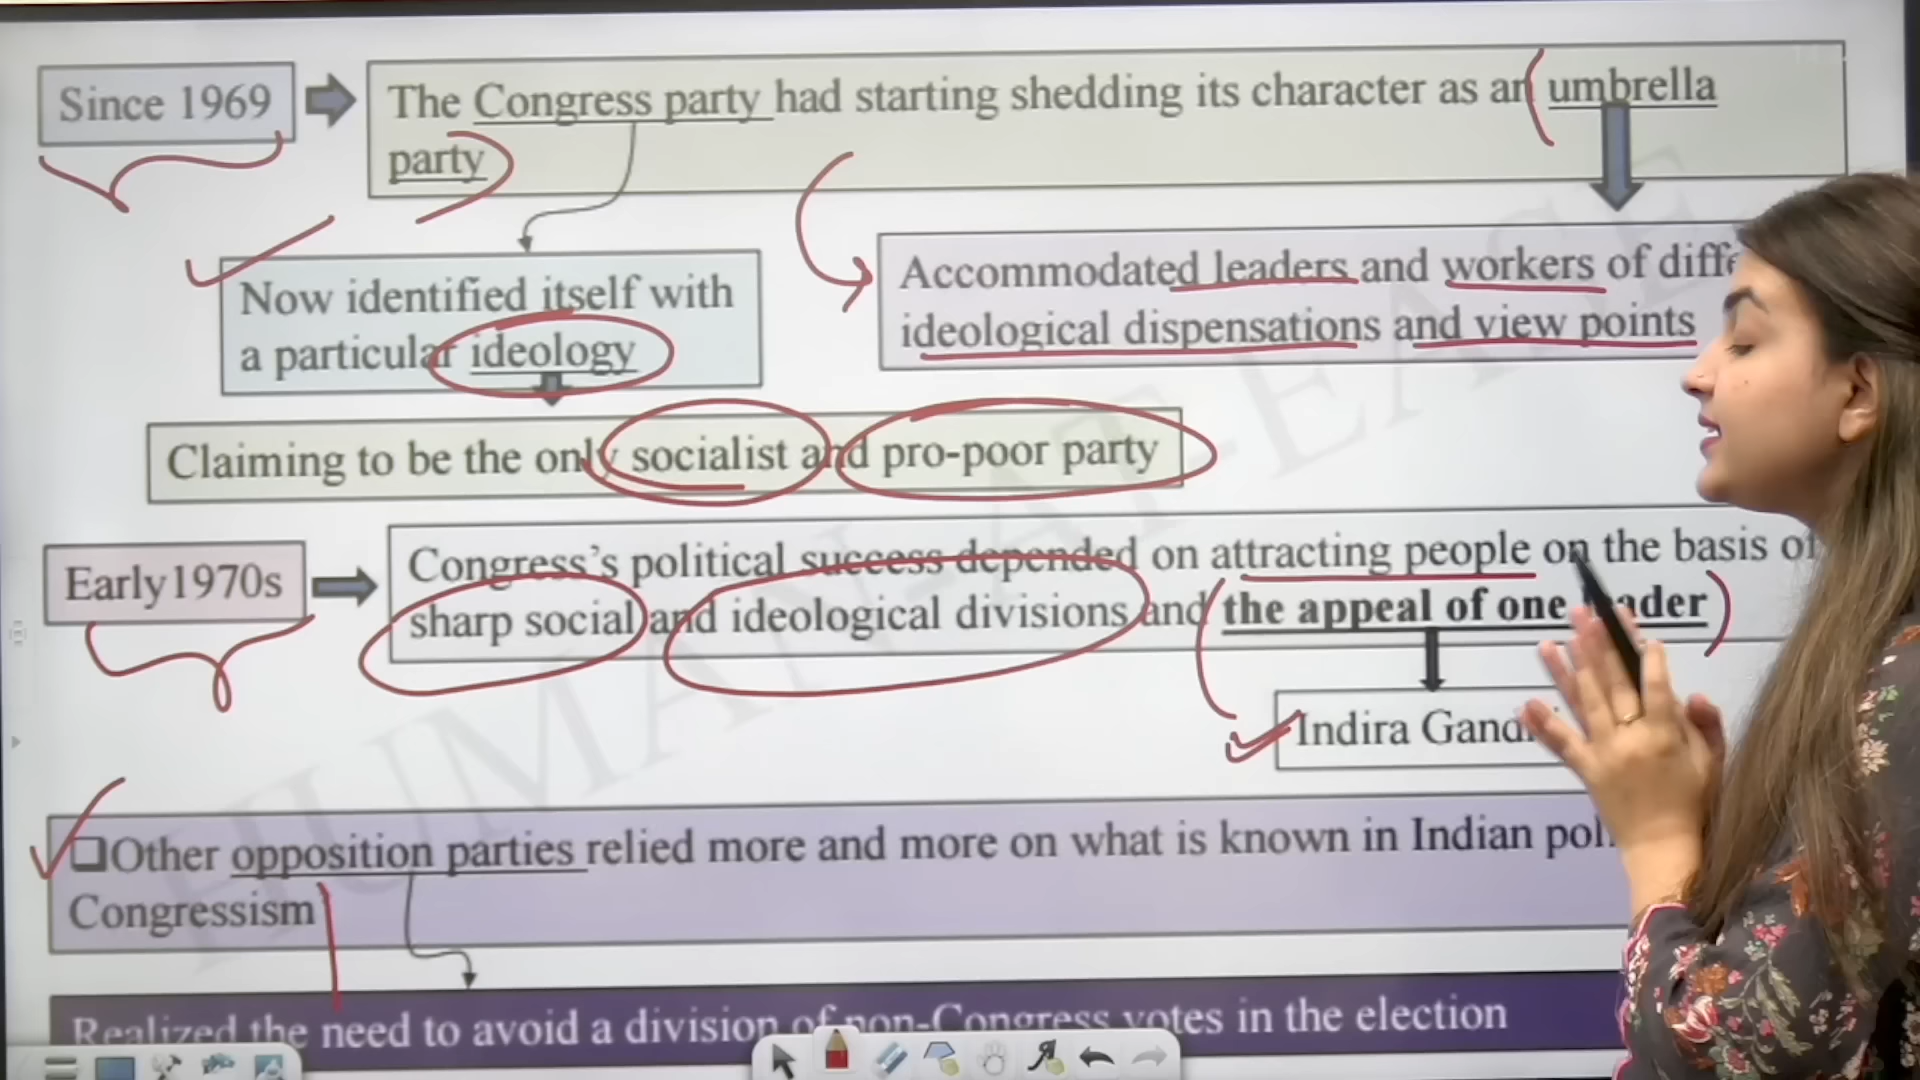 Since 1969
The Congress party had starting shedding its character as an umbrella
party
Now identified itself with
a particular ideology
Accommodated leaders and workers of
ideological dispensations and view points
Claiming to be the only socialist and pro-poor party
Early1970s
Congress's political success depended on attracting people on the basis of
sharp social and ideological divisions and the appeal of one
Indira
Other opposition parties relied more and more on what is known in Indian
Congressism
Realized the need to avoid a division of non-Congress votes in the election
HUMAN-AT-EASE